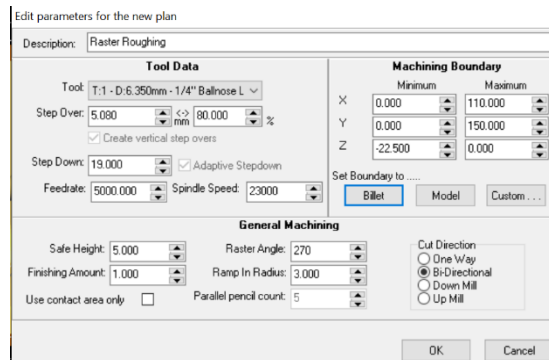 Edit parameters for the new plan
Description: Raster Roughing
Tool Data
Tool: T:1 - D:6.350mm - 1/4" Ballnose L
Step Over: 5.080 <-> mm 80.000 %
Create vertical step overs
Step Down: 19.000 Adaptive Stepdown
Feedrate: 5000.000 Spindle Speed: 23000
Machining Boundary
Minimum Maximum
X 0.000 110.000
Y 0.000 150.000
Z -22.500 0.000
Set Boundary to .....
Billet Model Custom . . .
General Machining
Safe Height: 5.000 Raster Angle: 270
Finishing Amount: 1.000 Ramp In Radius: 3.000
Use contact area only Parallel pencil count: 5
Cut Direction
One Way
Bi-Directional
Down Mill
Up Mill
OK Cancel